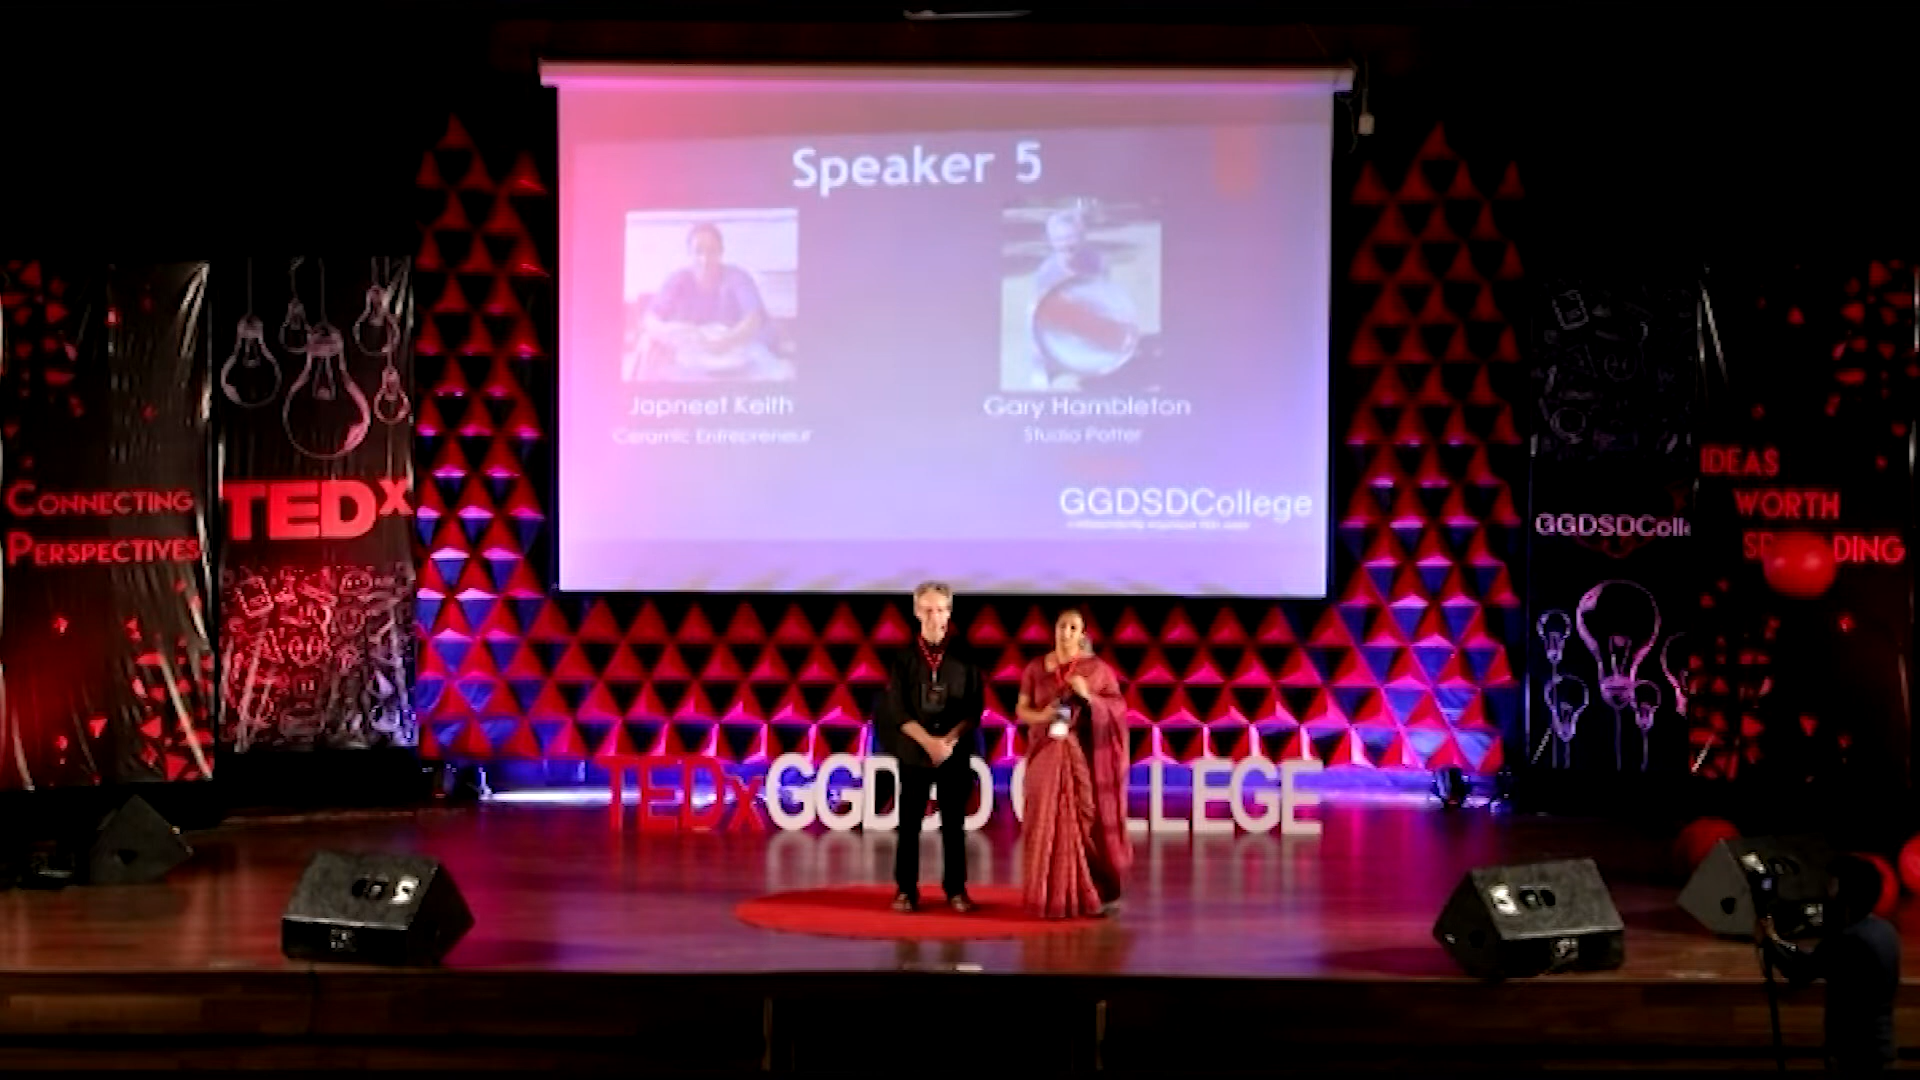 Speaker 5
Japneet Keith
Ceramic Entrepreneur
Gary Hambleton
Studio Potter
GGDSDCollege
CONNECTING
PERSPECTIVES
TEDx
GGDSDColle
IDEAS
WORTH
DING
TEDxGGD D LLEGE